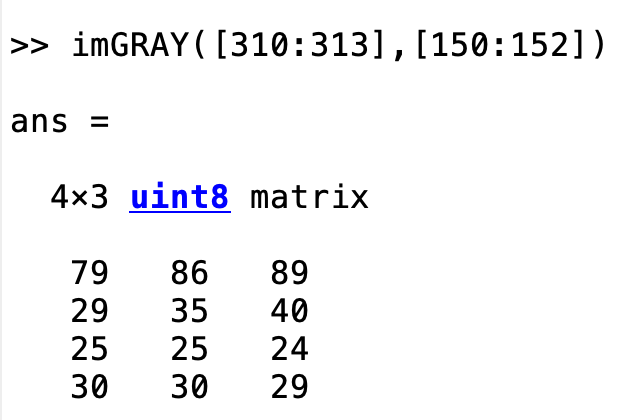 >> imGRAY([310:313],[150:152])
ans =
4×3 uint8 matrix
79 86 89
29 35 40
25 25 24
30 30 29